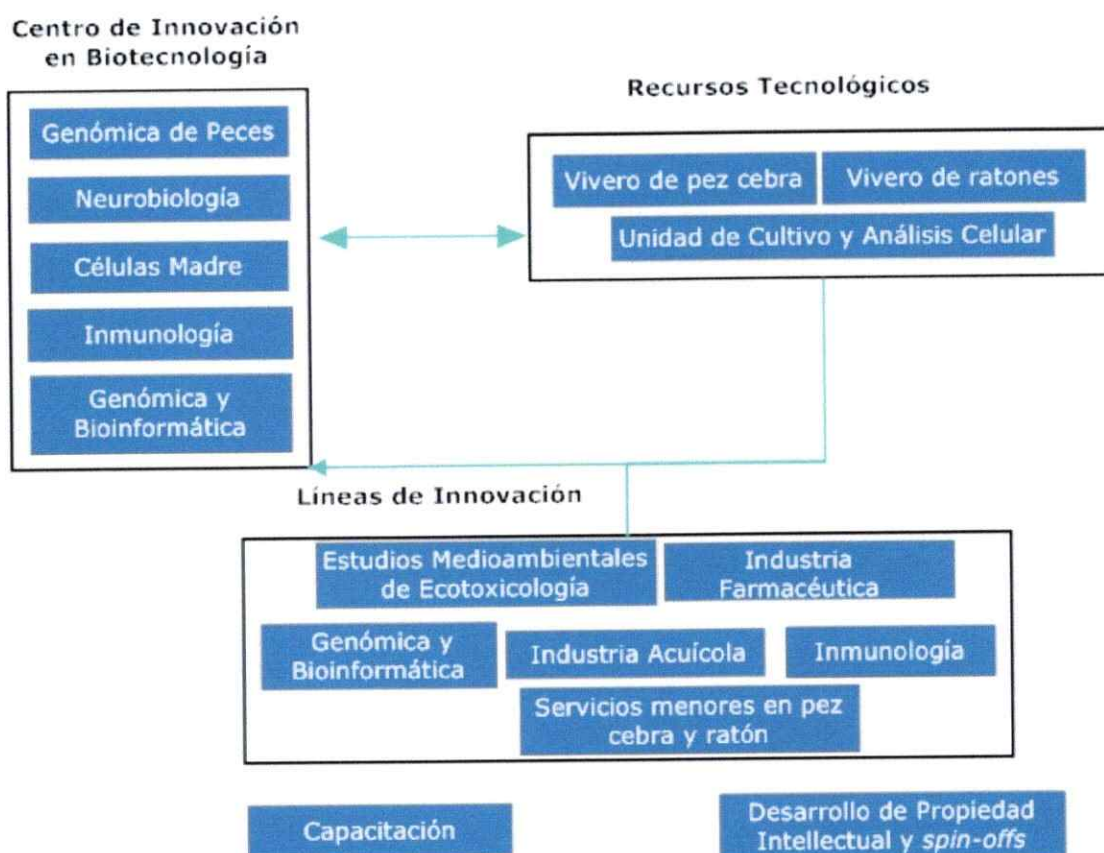 Centro de Innovación
en Biotecnología
Genómica de Peces
Neurobiología
Células Madre
Inmunología
Genómica y
Bioinformática
Recursos Tecnológicos
Vivero de pez cebra
Vivero de ratones
Unidad de Cultivo y Análisis Celular
Líneas de Innovación
Estudios Medioambientales
de Ecotoxicología
Industria
Farmacéutica
Genómica y
Bioinformática
Industria Acuícola
Inmunología
Servicios menores en pez
cebra y ratón
Capacitación
Desarrollo de Propiedad
Intellectual y spin-offs